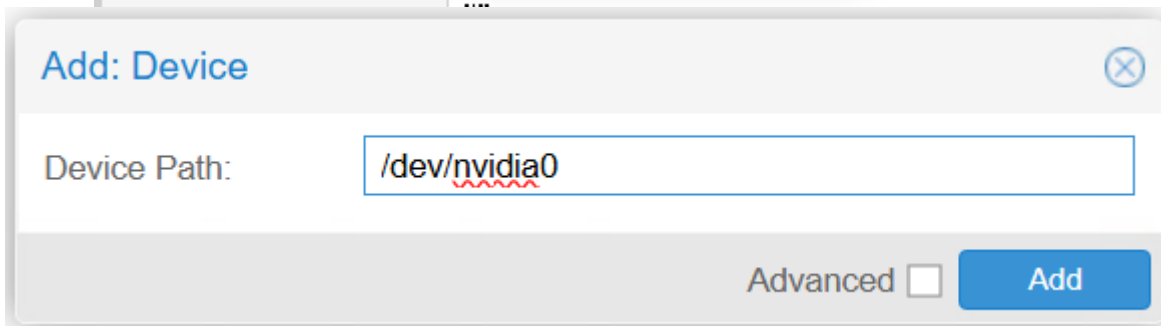 Add: Device
Device Path:
/dev/nvidia0
Advanced
Add